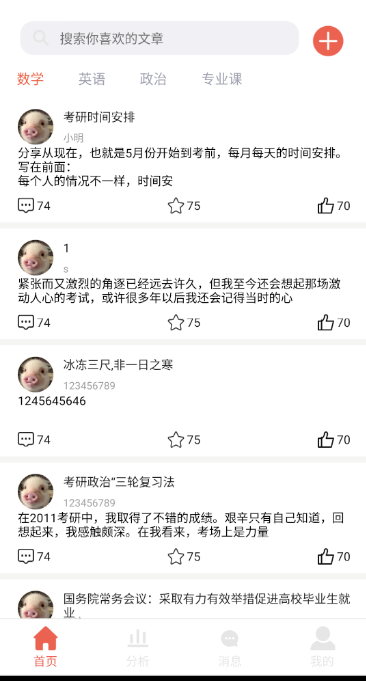 搜索你喜欢的文章
数学 英语 政治 专业课
考研时间安排
小明
分享从现在，也就是5月份开始到考前，每月每天的时间安排。
写在前面：
每个人的情况不一样，时间安
74 75 70
1
s
紧张而又激烈的角逐已经远去许久，但我至今还会想起那场激
动人心的考试，或许很多年以后我还会记得当时的心
74 75 70
冰冻三尺,非一日之寒
123456789
1245645646
74 75 70
考研政治“三轮复习法
123456789
在2011考研中，我取得了不错的成绩。艰辛只有自己知道，回
想起来，我感触颇深。在我看来，考场上是力量
74 75 70
国务院常务会议：采取有力有效举措促进高校毕业生就
业
首页 分析 消息 我的